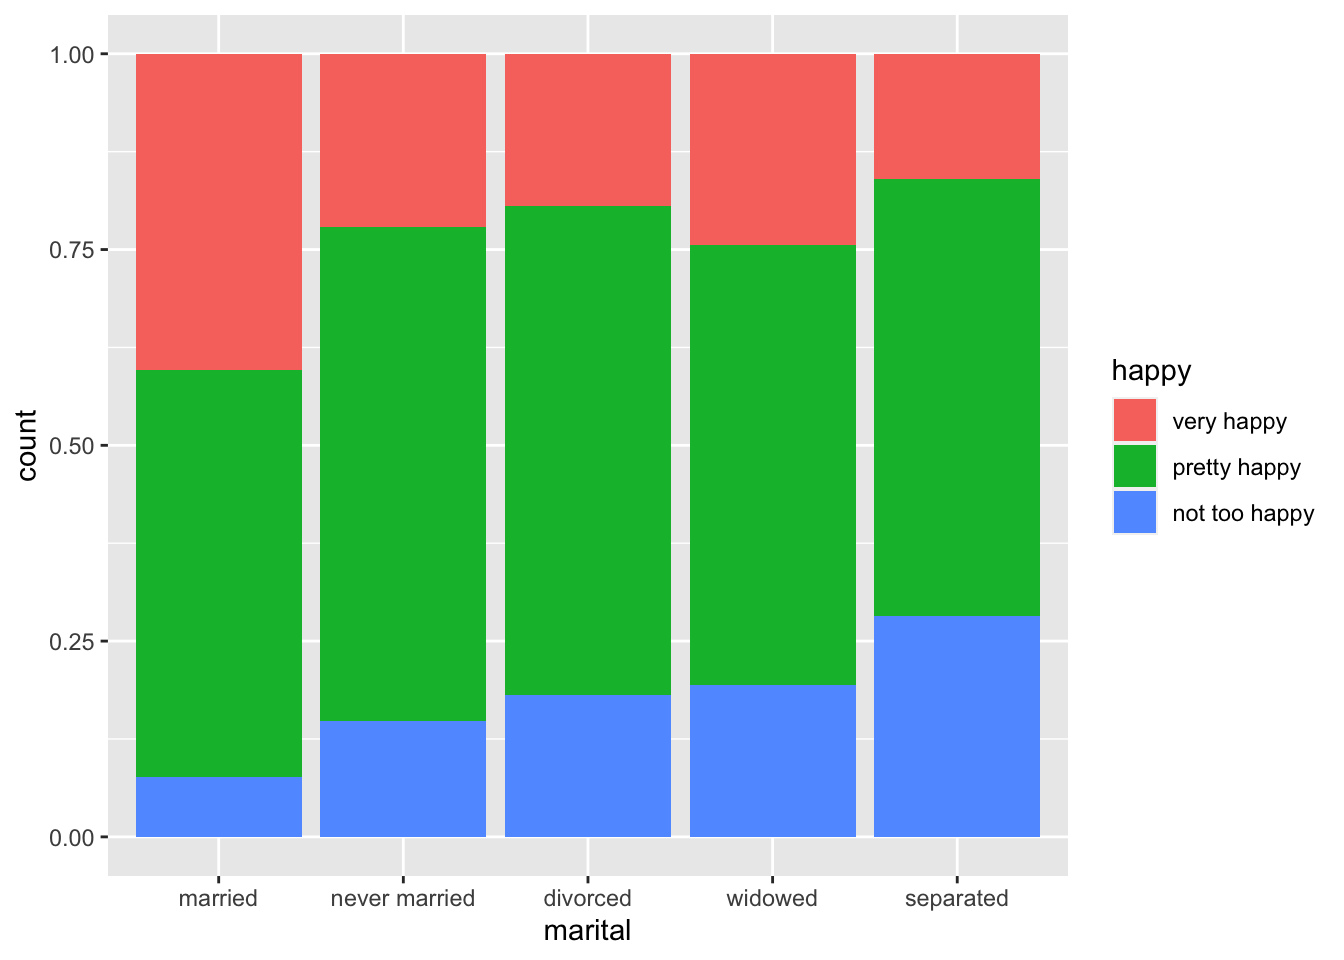 1.00
0.75
0.50
0.25
0.00
count
married
never married
divorced
widowed
separated
marital
happy
very happy
pretty happy
not too happy